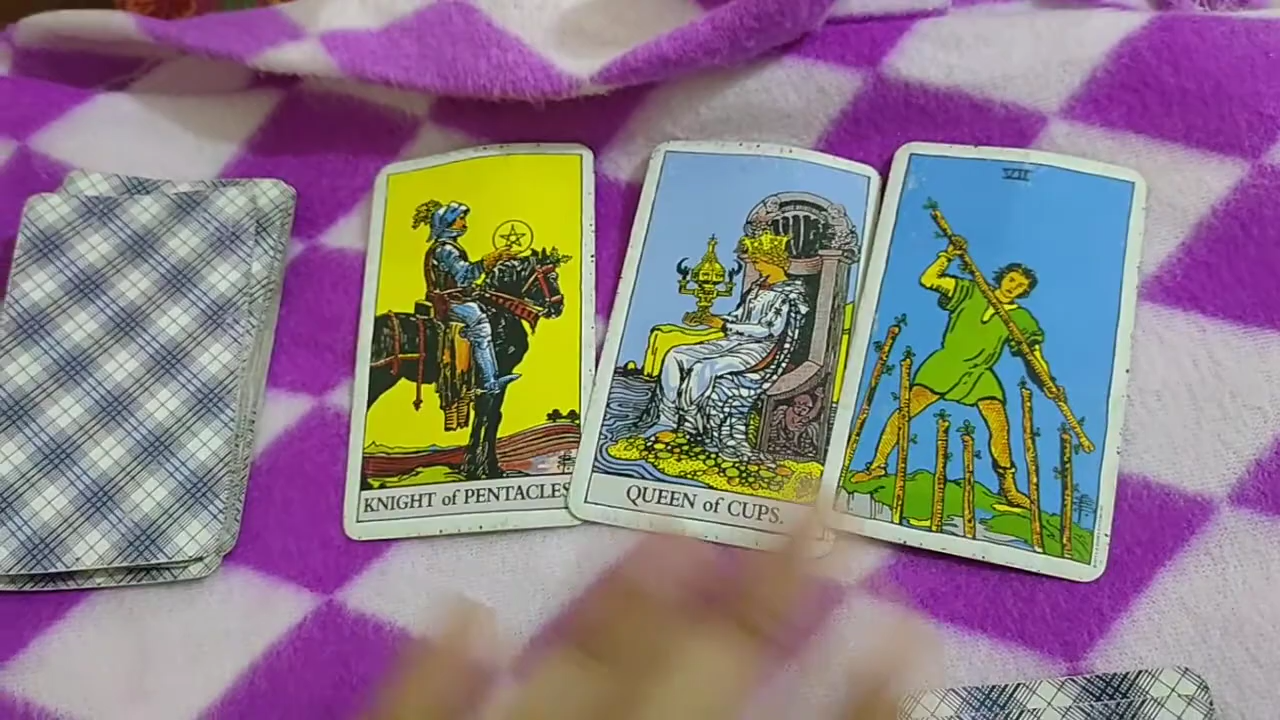 KNIGHT of PENTACLES
QUEEN of CUPS.
VII